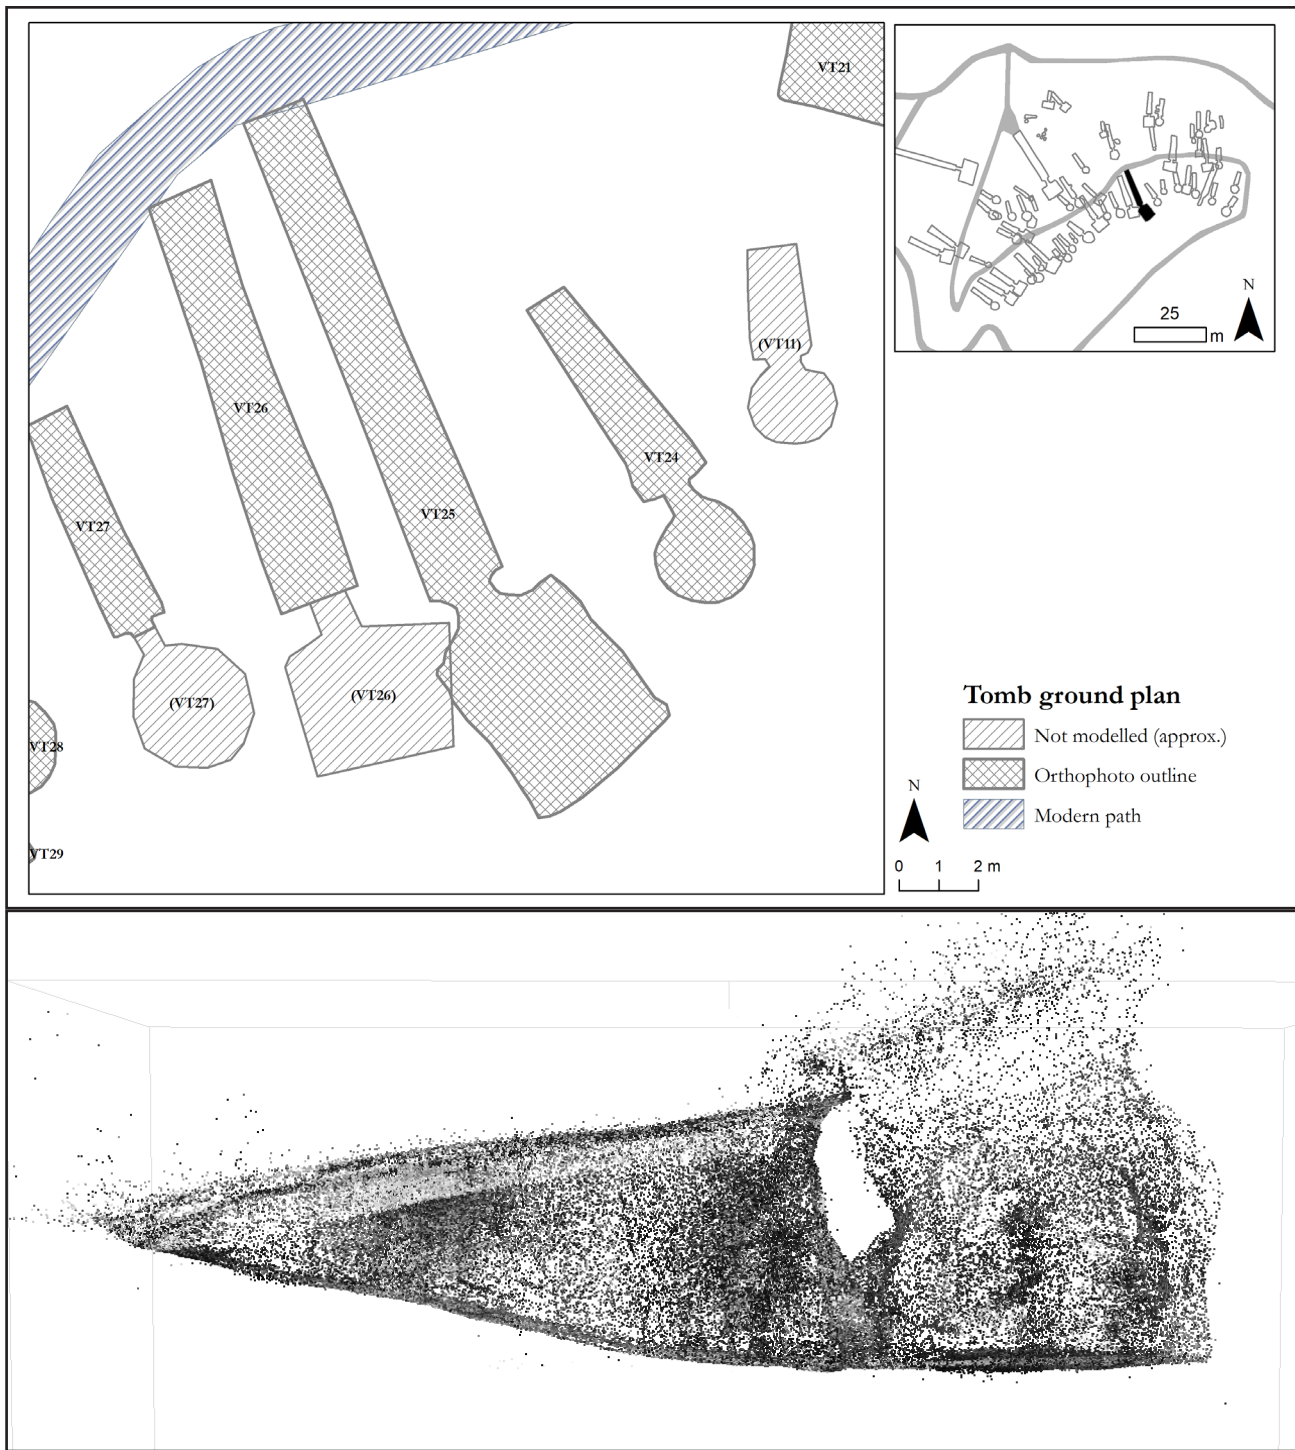 VT21
(VT11)
VT26
VT24
VT25
VT27
(VT26)
(VT27)
VT28
VT29
N
25
m
Tomb ground plan
Not modelled (approx.)
Orthophoto outline
Modern path
N
0 1 2 m